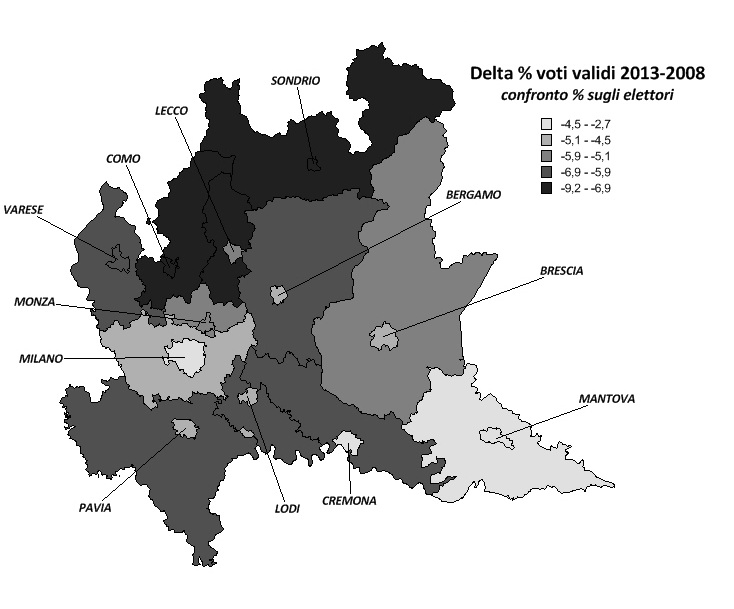 Delta % voti validi 2013-2008
confronto % sugli elettori
-4,5 - -2,7
-5,1 - -4,5
-5,9 - -5,1
-6,9 - -5,9
-9,2 - -6,9
SONDRIO
LECCO
COMO
BERGAMO
VARESE
BRESCIA
MONZA
MILANO
MANTOVA
CREMONA
PAVIA
LODI